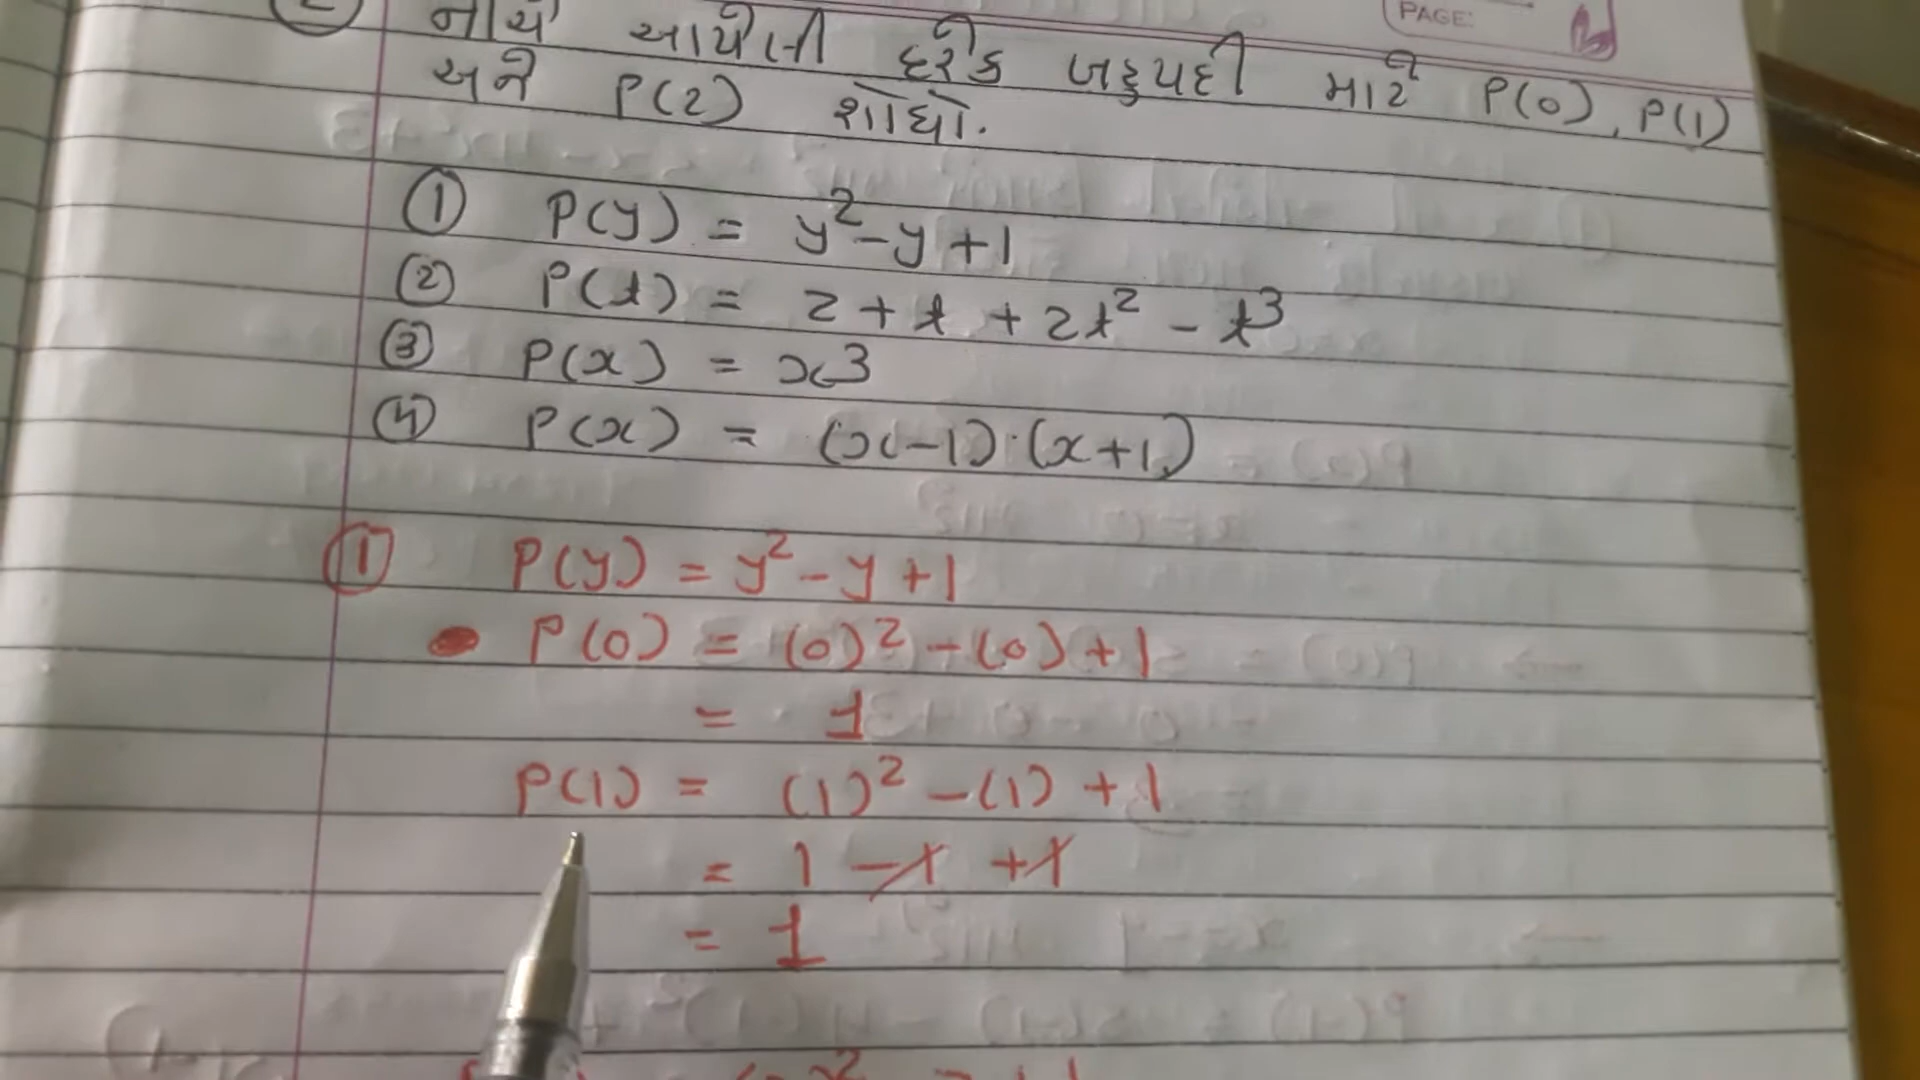 PAGE:
② નીચે આપેલી દરેક બહુપદી માટે P(0), P(1)
અને P(2) શોધો.
① P(y) = y²-y+1
② P(t) = 2+t+2t²-t³
③ P(x) = x3
④ P(x) = (x-1)·(x+1)
① P(y) = y²-y+1
P(0) = (0)²-(0)+1
= 1
P(1) = (1)²-(1)+1
= 1 -1 +1
= 1